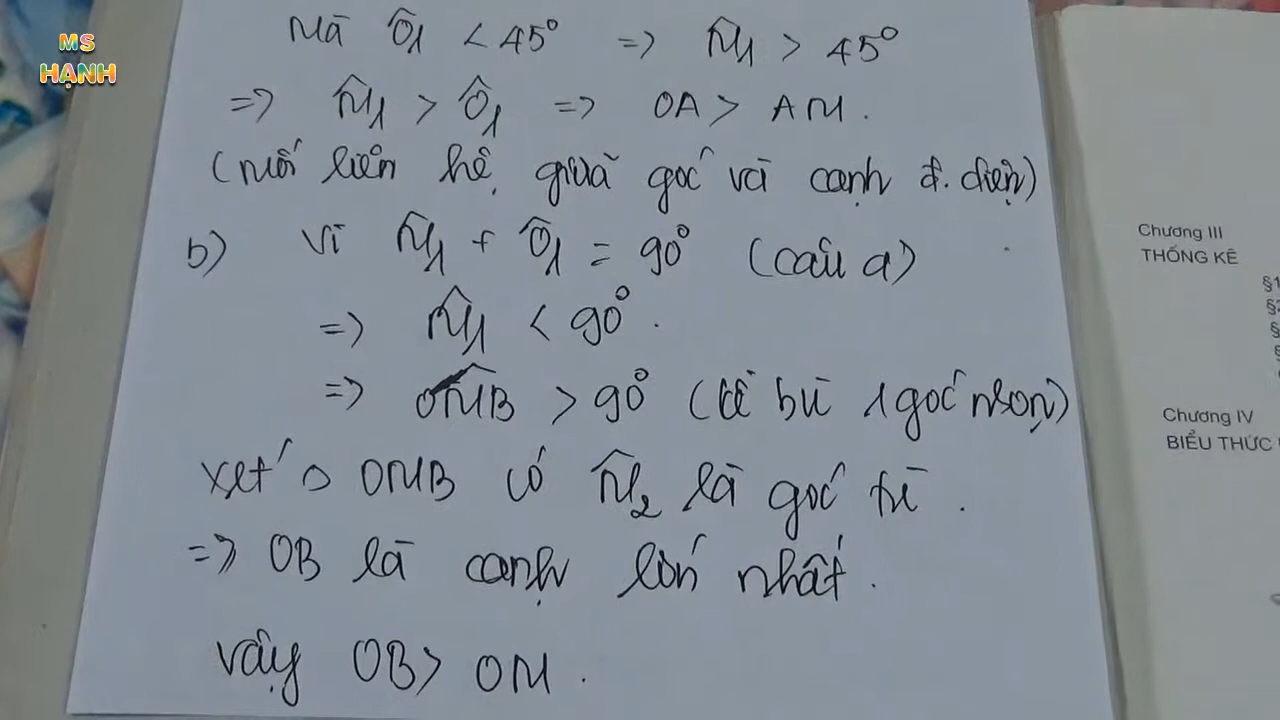 MS
HẠNH
Mà Ô₁ < 45° => M̂₁ > 45°
=> M̂₁ > Ô₁ => OA > AM.
(mối liên hệ giữa góc và cạnh đ. diện)
b) Vì M̂₁ + Ô₁ = 90° (câu a)
=> M̂₁ < 90°.
=> OMB > 90° (kề bù 1 góc nhọn)
Xét △ OMB có M̂₂ là góc tù.
=> OB là cạnh lớn nhất.
Vậy OB > OM.
Chương III
THỐNG KÊ
§1
§2
§
§
Chương IV
BIỂU THỨC